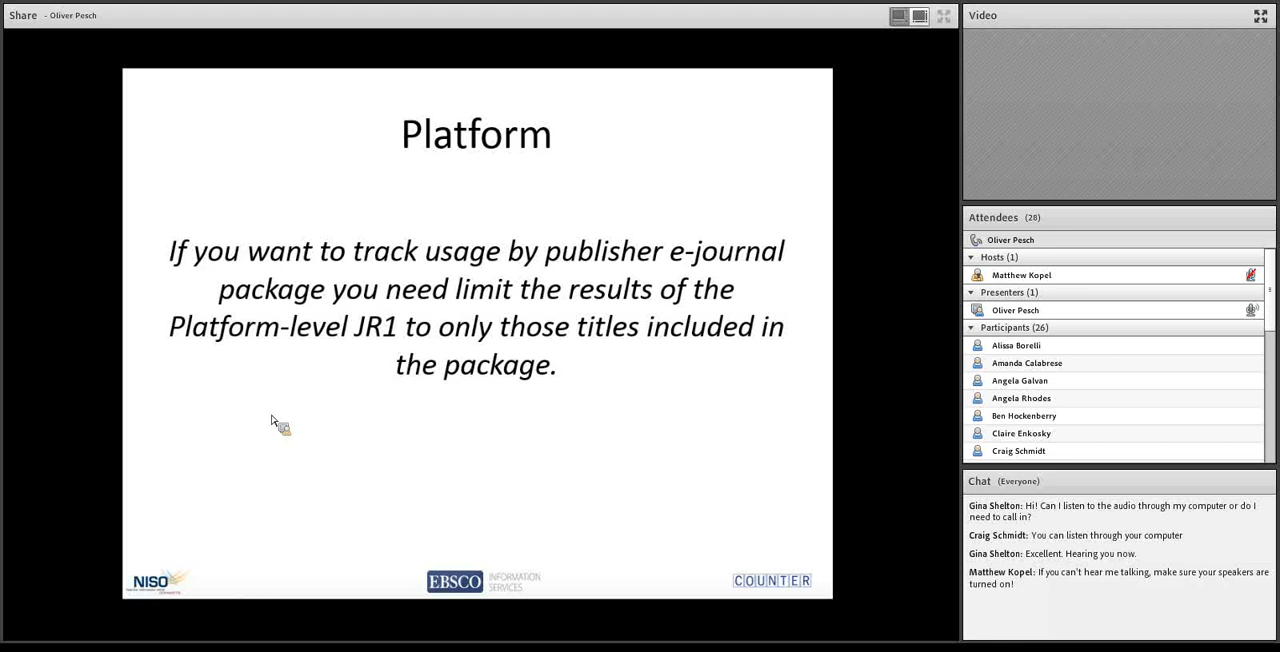 Share - Oliver Pesch
Platform
If you want to track usage by publisher e-journal
package you need limit the results of the
Platform-level JR1 to only those titles included in
the package.
NISO
EBSCO INFORMATION
SERVICES
COUNTER
Video
Attendees (28)
Oliver Pesch
Hosts (1)
Matthew Kopel
Presenters (1)
Oliver Pesch
Participants (26)
Alissa Borelli
Amanda Calabrese
Angela Galvan
Angela Rhodes
Ben Hockenberry
Claire Enkosky
Craig Schmidt
Chat (Everyone)
Gina Shelton: Hi! Can I listen to the audio through my computer or do I
need to call in?
Craig Schmidt: You can listen through your computer
Gina Shelton: Excellent. Hearing you now.
Matthew Kopel: If you can't hear me talking, make sure your speakers are
turned on!